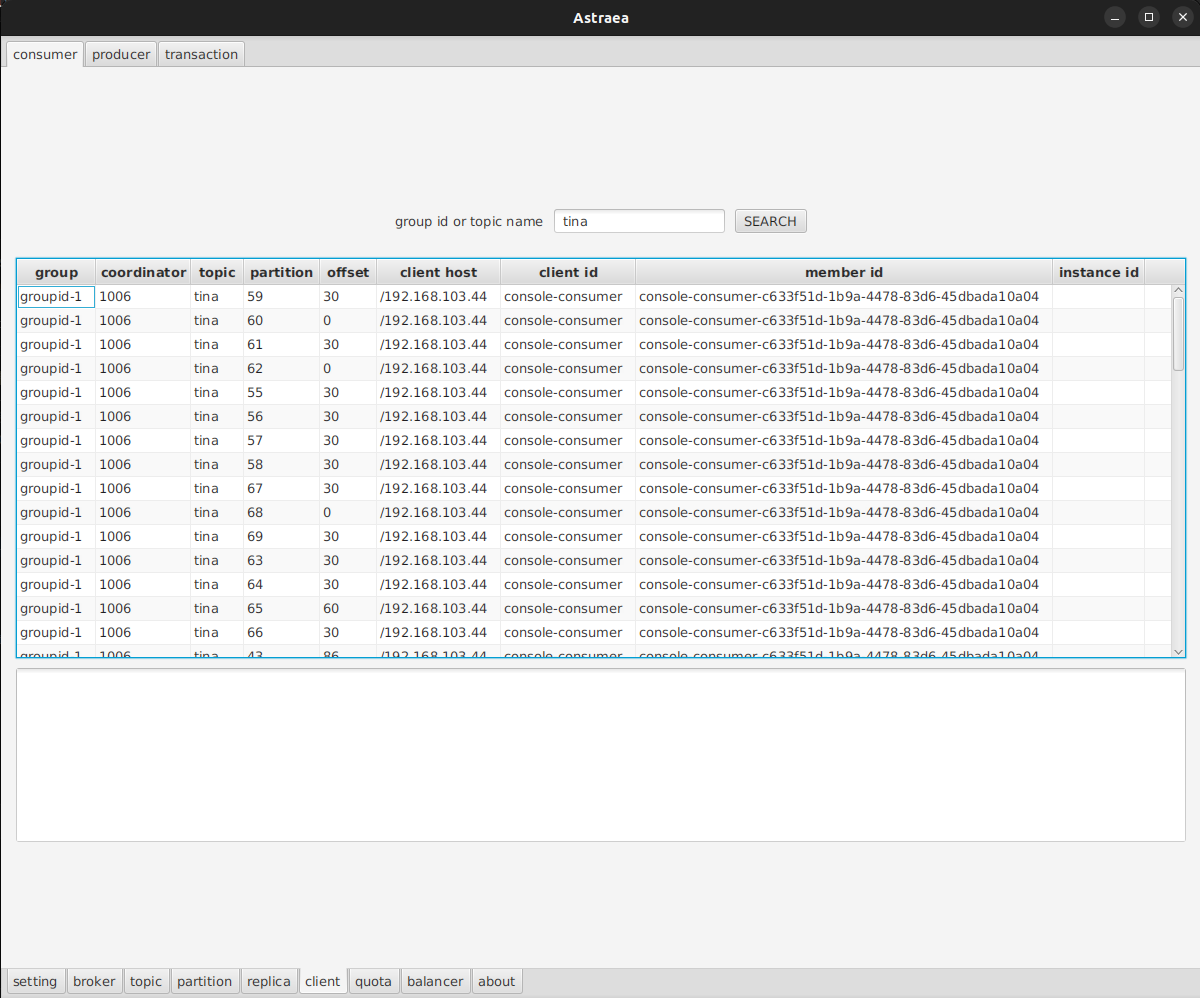 Astraea
consumer producer transaction
group id or topic name tina SEARCH
group coordinator topic partition offset client host client id member id instance id
groupid-1 1006 tina 59 30 /192.168.103.44 console-consumer console-consumer-c633f51d-1b9a-4478-83d6-45dbada10a04
groupid-1 1006 tina 60 0 /192.168.103.44 console-consumer console-consumer-c633f51d-1b9a-4478-83d6-45dbada10a04
groupid-1 1006 tina 61 30 /192.168.103.44 console-consumer console-consumer-c633f51d-1b9a-4478-83d6-45dbada10a04
groupid-1 1006 tina 62 0 /192.168.103.44 console-consumer console-consumer-c633f51d-1b9a-4478-83d6-45dbada10a04
groupid-1 1006 tina 55 30 /192.168.103.44 console-consumer console-consumer-c633f51d-1b9a-4478-83d6-45dbada10a04
groupid-1 1006 tina 56 30 /192.168.103.44 console-consumer console-consumer-c633f51d-1b9a-4478-83d6-45dbada10a04
groupid-1 1006 tina 57 30 /192.168.103.44 console-consumer console-consumer-c633f51d-1b9a-4478-83d6-45dbada10a04
groupid-1 1006 tina 58 30 /192.168.103.44 console-consumer console-consumer-c633f51d-1b9a-4478-83d6-45dbada10a04
groupid-1 1006 tina 67 30 /192.168.103.44 console-consumer console-consumer-c633f51d-1b9a-4478-83d6-45dbada10a04
groupid-1 1006 tina 68 0 /192.168.103.44 console-consumer console-consumer-c633f51d-1b9a-4478-83d6-45dbada10a04
groupid-1 1006 tina 69 30 /192.168.103.44 console-consumer console-consumer-c633f51d-1b9a-4478-83d6-45dbada10a04
groupid-1 1006 tina 63 30 /192.168.103.44 console-consumer console-consumer-c633f51d-1b9a-4478-83d6-45dbada10a04
groupid-1 1006 tina 64 30 /192.168.103.44 console-consumer console-consumer-c633f51d-1b9a-4478-83d6-45dbada10a04
groupid-1 1006 tina 65 60 /192.168.103.44 console-consumer console-consumer-c633f51d-1b9a-4478-83d6-45dbada10a04
groupid-1 1006 tina 66 30 /192.168.103.44 console-consumer console-consumer-c633f51d-1b9a-4478-83d6-45dbada10a04
groupid-1 1006 tina 43 86 /192.168.103.44 console-consumer console-consumer-c633f51d-1b9a-4478-83d6-45dbada10a04
setting broker topic partition replica client quota balancer about